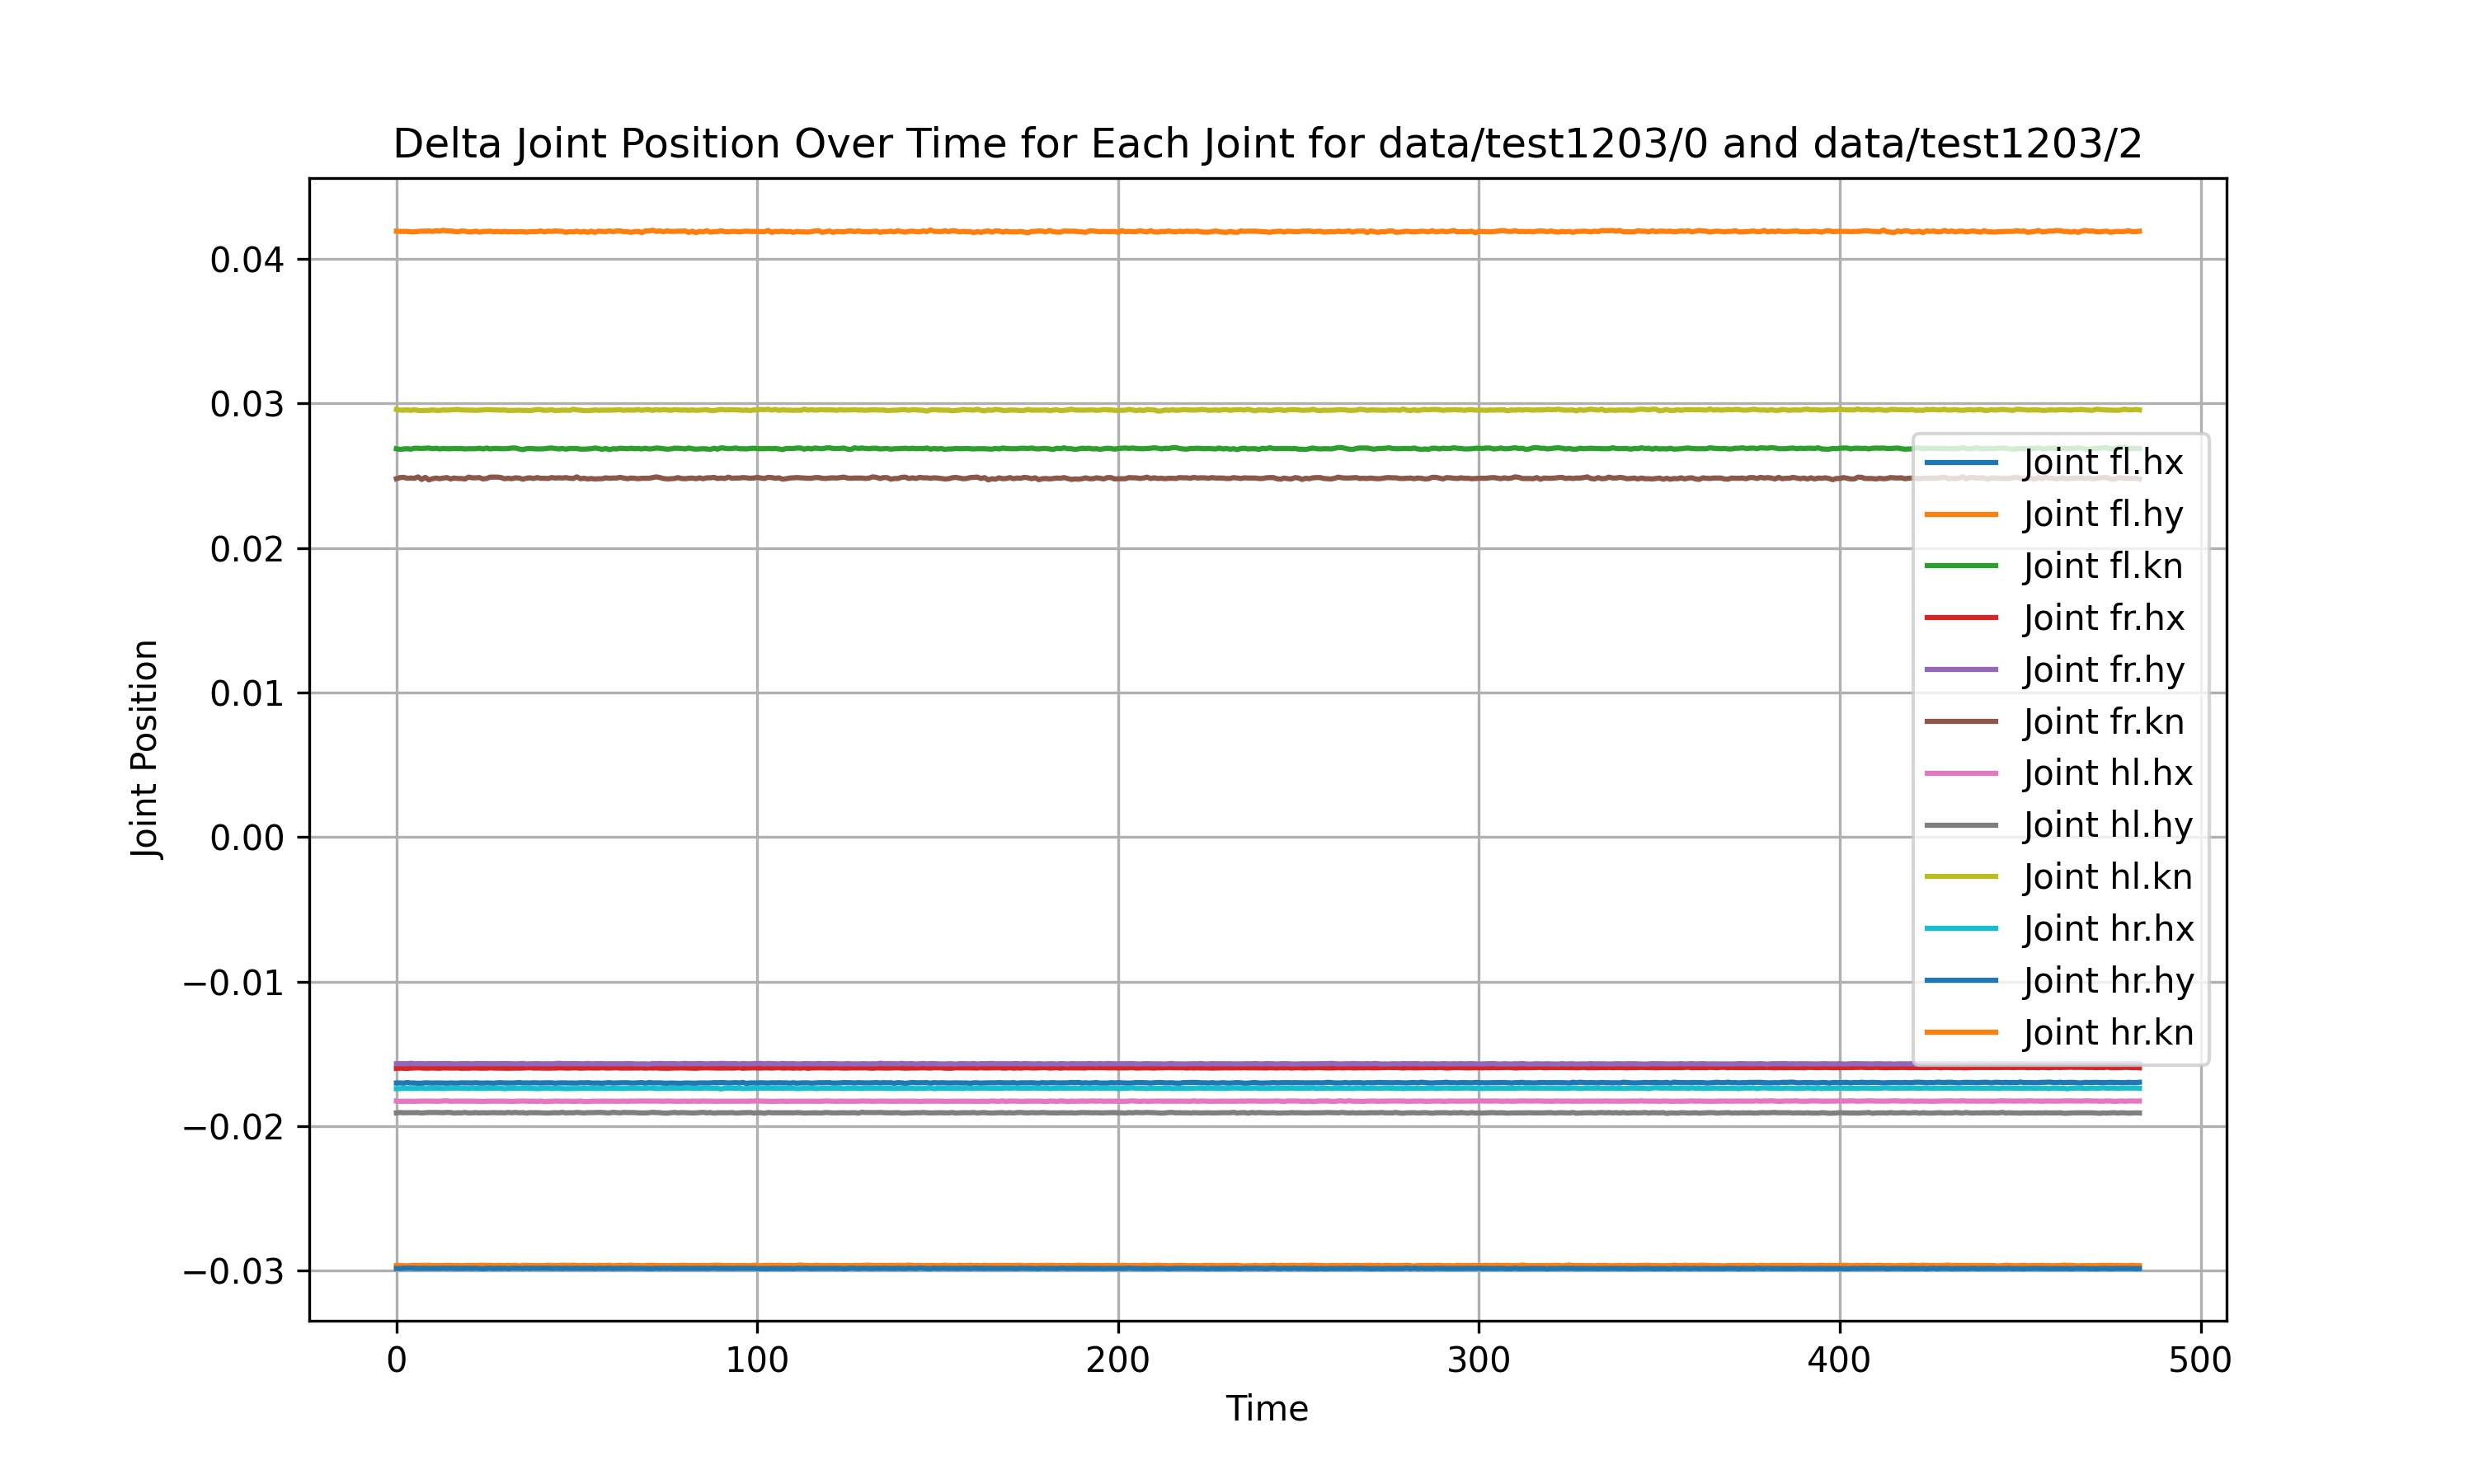 Delta Joint Position Over Time for Each Joint for data/test1203/0 and data/test1203/2
Joint Position
0.04
0.03
0.02
0.01
0.00
−0.01
−0.02
−0.03
Joint fl.hx
Joint fl.hy
Joint fl.kn
Joint fr.hx
Joint fr.hy
Joint fr.kn
Joint hl.hx
Joint hl.hy
Joint hl.kn
Joint hr.hx
Joint hr.hy
Joint hr.kn
0 100 200 300 400 500
Time